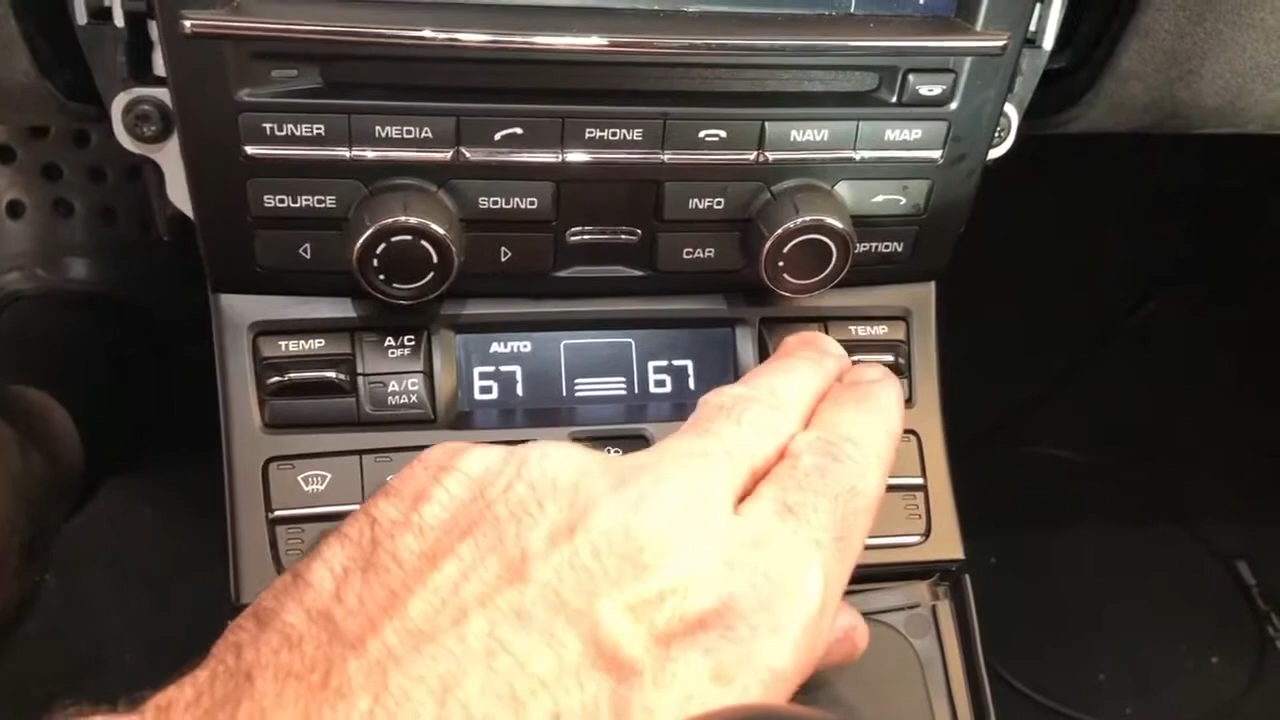 TUNER MEDIA PHONE NAVI MAP
SOURCE SOUND INFO
CAR OPTION
TEMP A/C OFF AUTO TEMP
A/C MAX 67 67